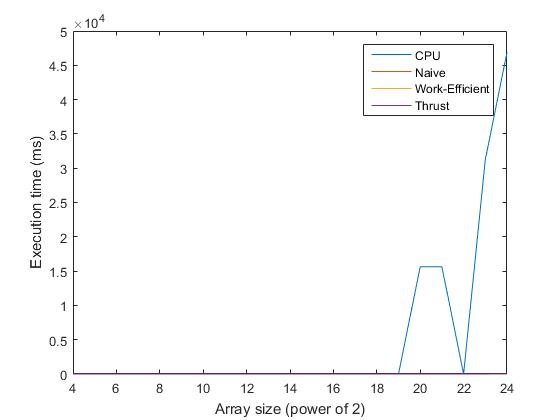 ×10^4
5
4.5
4
3.5
3
2.5
2
1.5
1
0.5
0
Execution time (ms)
CPU
Naive
Work-Efficient
Thrust
4 6 8 10 12 14 16 18 20 22 24
Array size (power of 2)